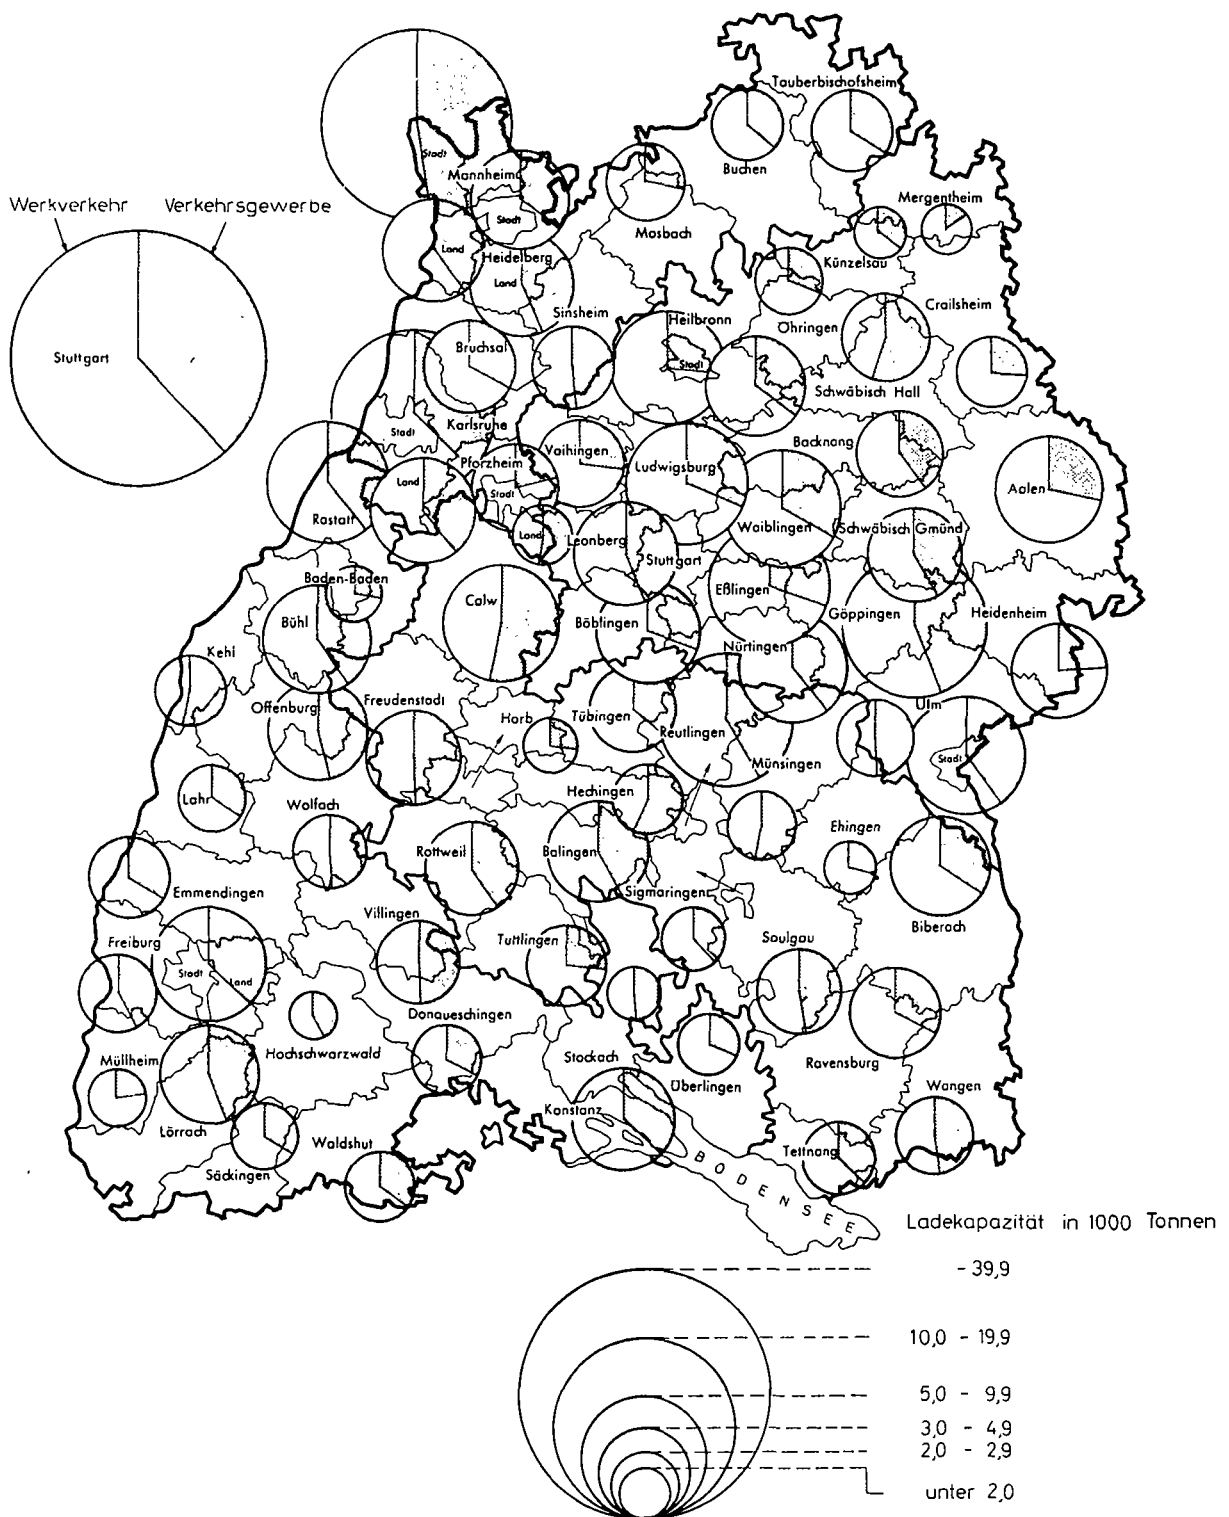 Tauberbischofsheim
Buchen
Stadt
Mannheim
Mergentheim
Werkverkehr
Verkehrsgewerbe
Stadt
Mosbach
Land
Heidelberg
Künzelsau
Land
Crailsheim
Sinsheim
Heilbronn
Öhringen
Stuttgart
Bruchsal
Stadt
Schwäbisch Hall
Karlsruhe
Stadt
Backnang
Vaihingen
Pforzheim
Ludwigsburg
Land
Aalen
Stadt
Rastatt
Waiblingen
Schwäbisch Gmünd
Land
Leonberg
Stuttgart
Baden-Baden
Eßlingen
Calw
Göppingen
Heidenheim
Bühl
Böblingen
Nürtingen
Kehl
Freudenstadt
Offenburg
Horb
Tübingen
Ulm
Reutlingen
Stadt
Münsingen
Hechingen
Lahr
Wolfach
Ehingen
Rottweil
Balingen
Emmendingen
Sigmaringen
Villingen
Biberach
Freiburg
Tuttlingen
Saulgau
Stadt
Land
Donaueschingen
Hochschwarzwald
Müllheim
Stockach
Ravensburg
Überlingen
Wangen
Konstanz
Lörrach
Waldshut
Tettnang
Säckingen
BODENSEE
Ladekapazität in 1000 Tonnen
- 39,9
10,0 - 19,9
5,0 - 9,9
3,0 - 4,9
2,0 - 2,9
unter 2,0